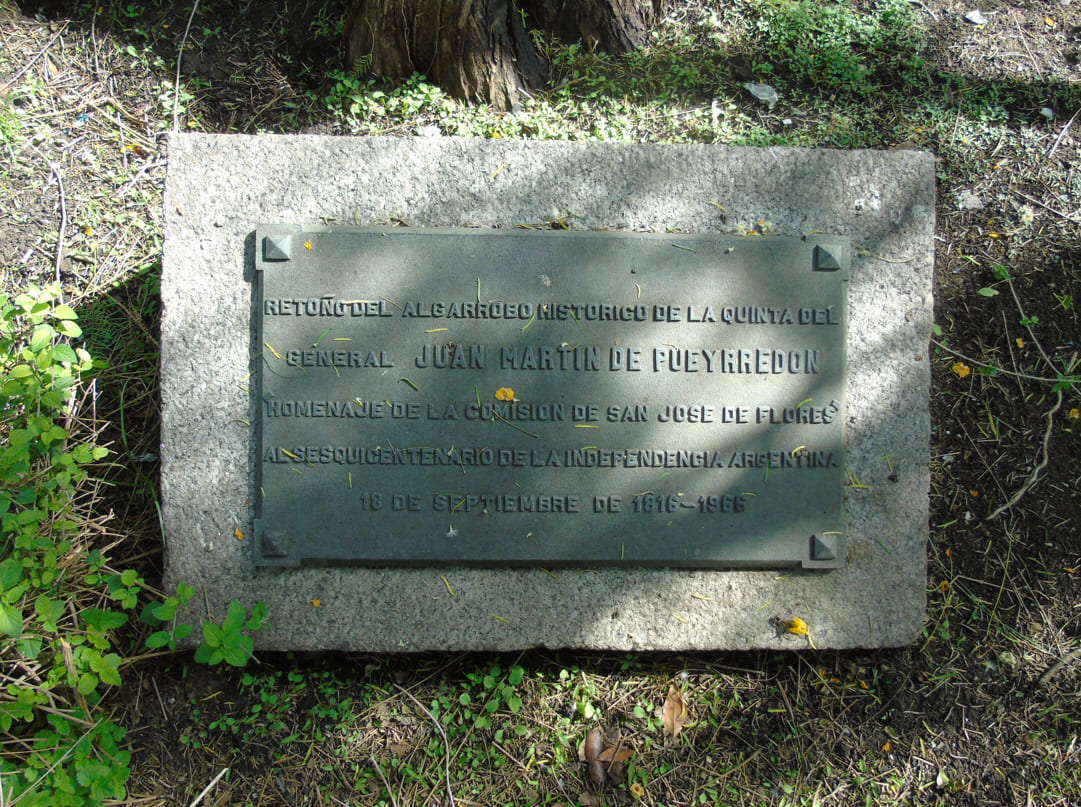 RETOÑO DEL ALGARROBO HISTORICO DE LA QUINTA DEL
GENERAL JUAN MARTIN DE PUEYRREDON
HOMENAJE DE LA COMISION DE SAN JOSE DE FLORES
AL SESQUICENTENARIO DE LA INDEPENDENCIA ARGENTINA
18 DE SEPTIEMBRE DE 1816-1966